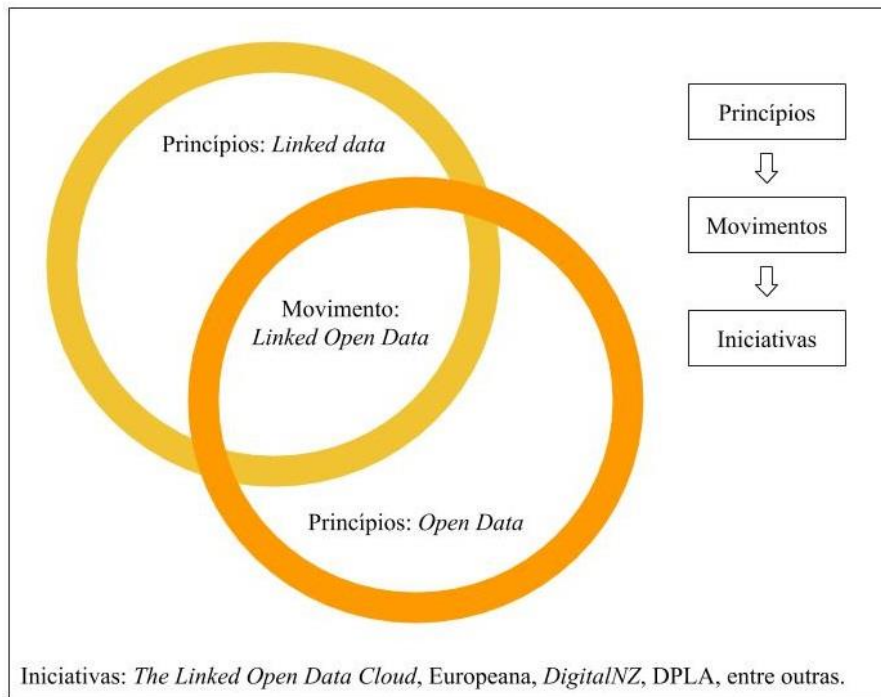 Princípios: Linked data
Movimento:
Linked Open Data
Princípios: Open Data
Princípios
Movimentos
Iniciativas
Iniciativas: The Linked Open Data Cloud, Europeana, DigitalNZ, DPLA, entre outras.